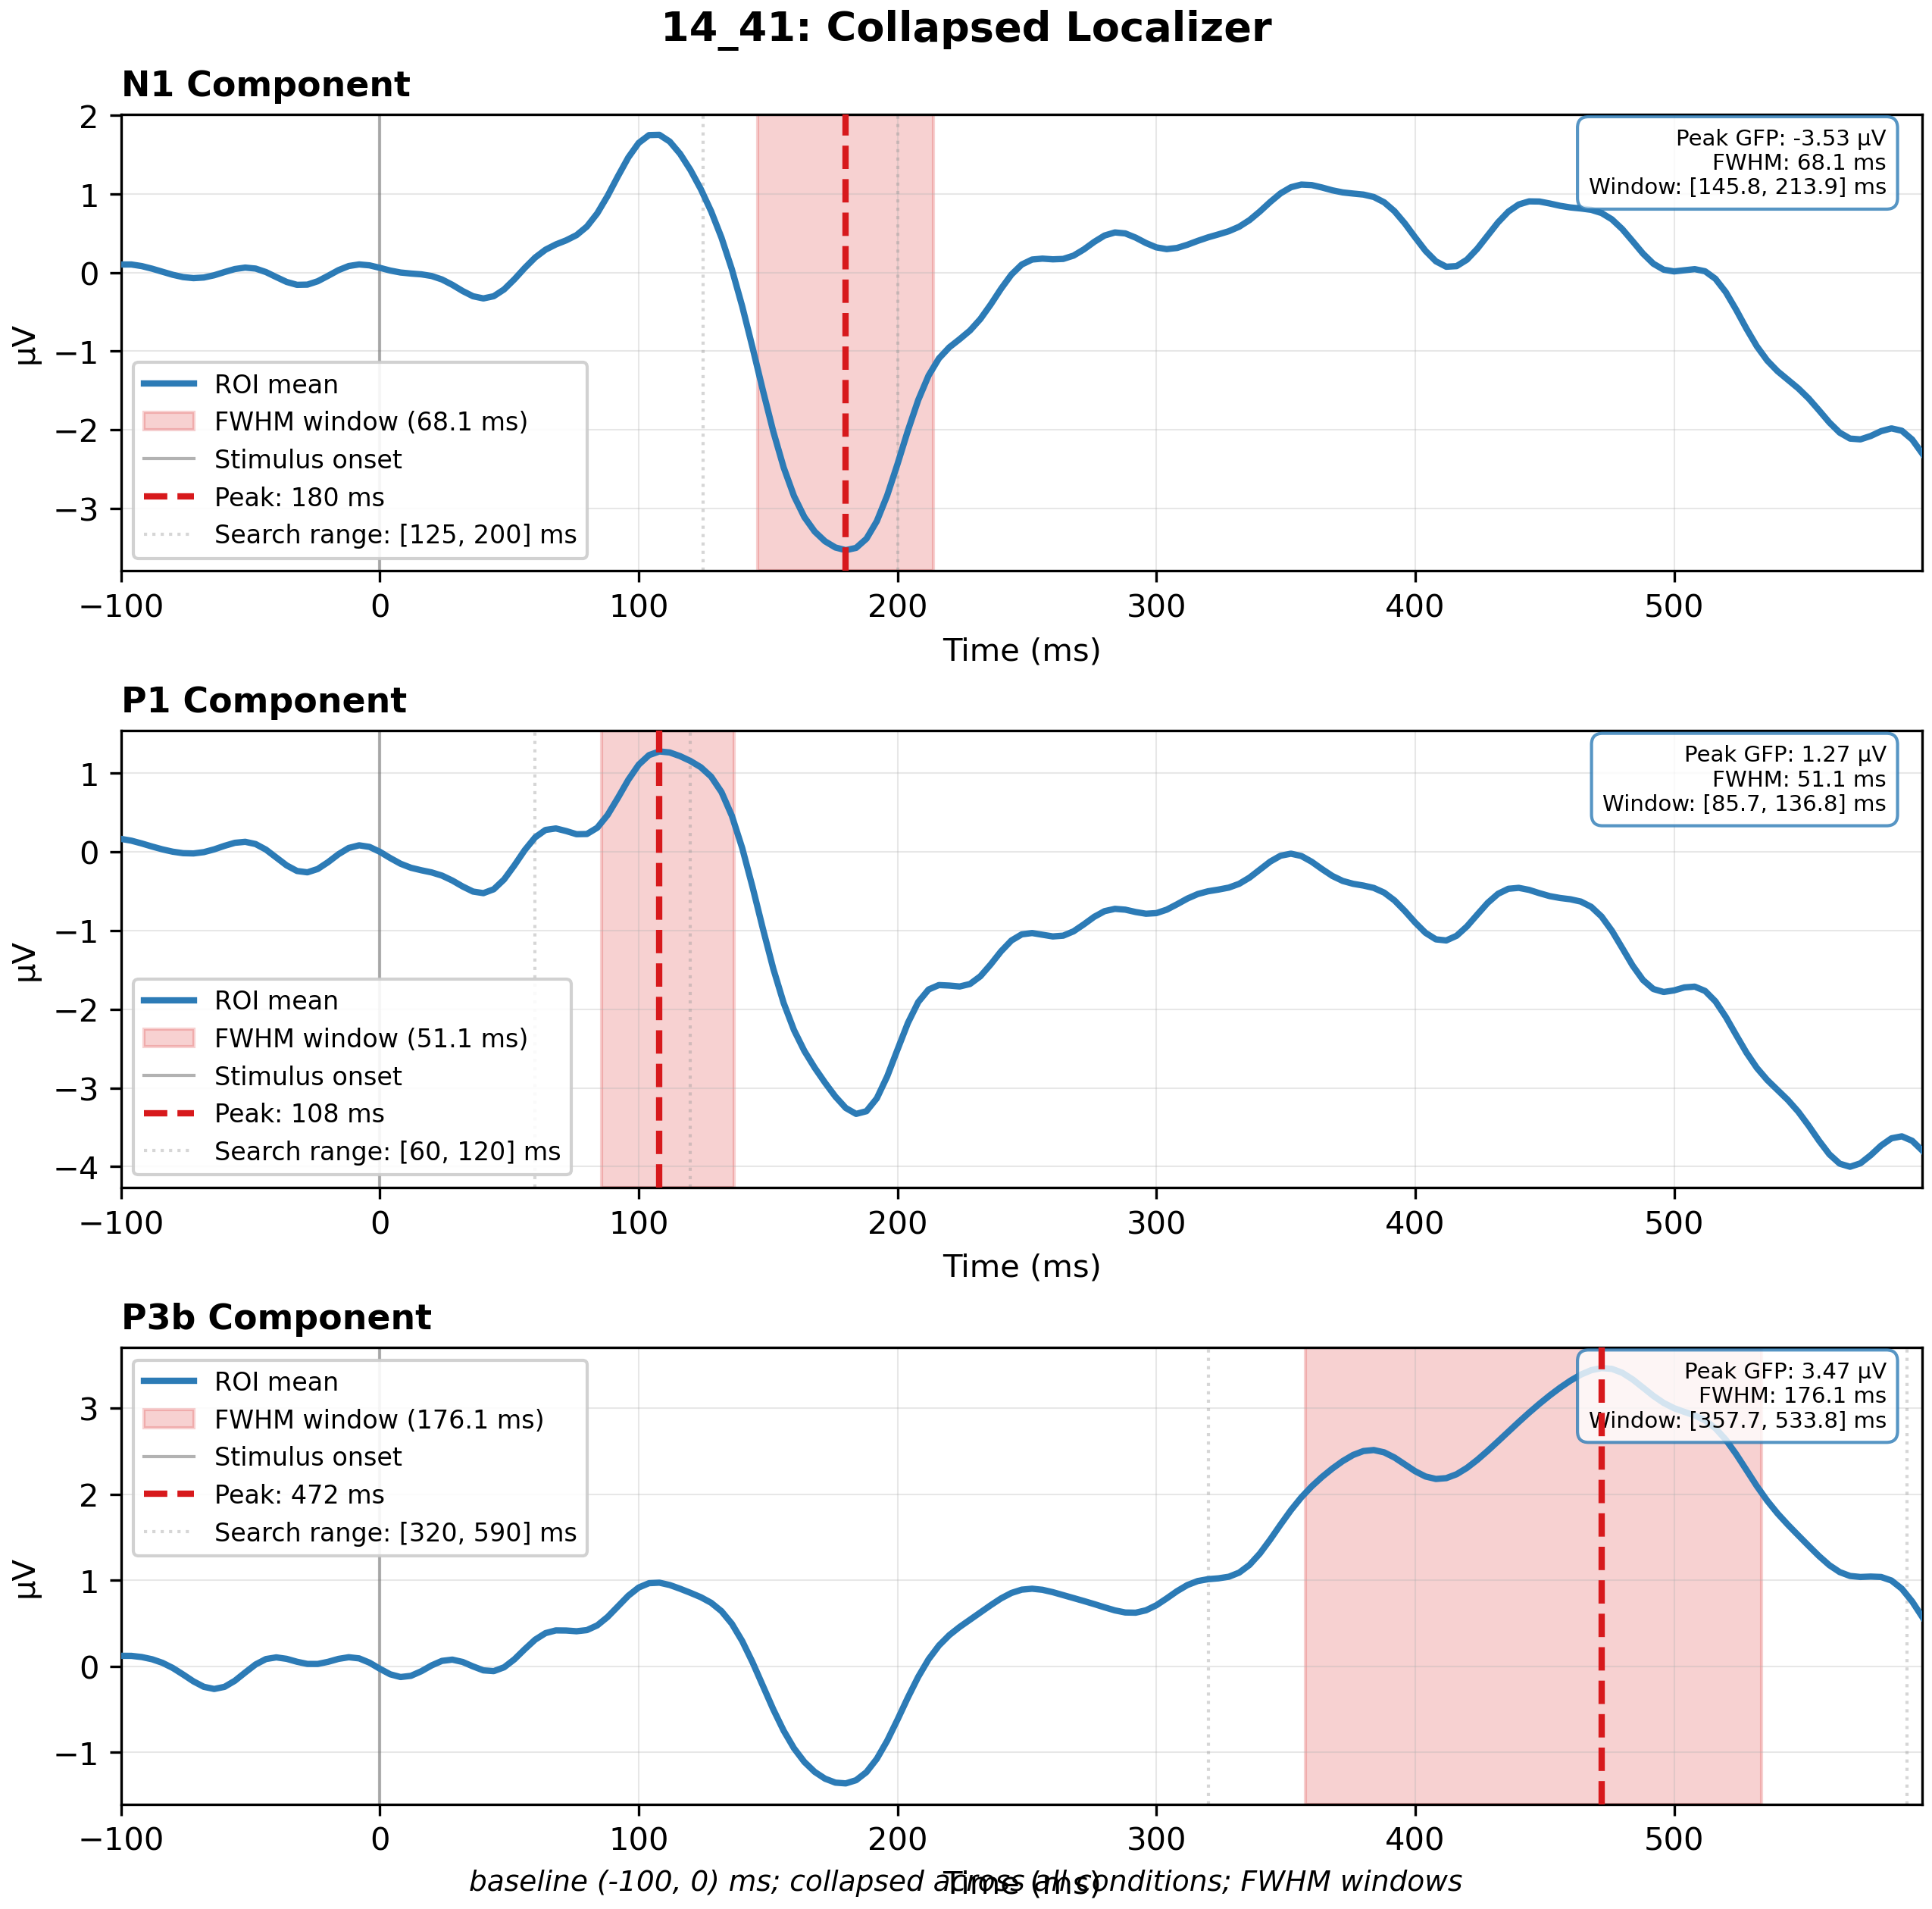 14_41: Collapsed Localizer
N1 Component
2
1
0
−1
−2
−3
µV
Peak GFP: -3.53 µV
FWHM: 68.1 ms
Window: [145.8, 213.9] ms
ROI mean
FWHM window (68.1 ms)
Stimulus onset
Peak: 180 ms
Search range: [125, 200] ms
−100 0 100 200 300 400 500
Time (ms)
P1 Component
1
0
−1
−2
−3
−4
µV
Peak GFP: 1.27 µV
FWHM: 51.1 ms
Window: [85.7, 136.8] ms
ROI mean
FWHM window (51.1 ms)
Stimulus onset
Peak: 108 ms
Search range: [60, 120] ms
−100 0 100 200 300 400 500
Time (ms)
P3b Component
3
2
1
0
−1
µV
ROI mean
FWHM window (176.1 ms)
Stimulus onset
Peak: 472 ms
Search range: [320, 590] ms
Peak GFP: 3.47 µV
FWHM: 176.1 ms
Window: [357.7, 533.8] ms
−100 0 100 200 300 400 500
Time (ms)
baseline (-100, 0) ms; collapsed across all conditions; FWHM windows